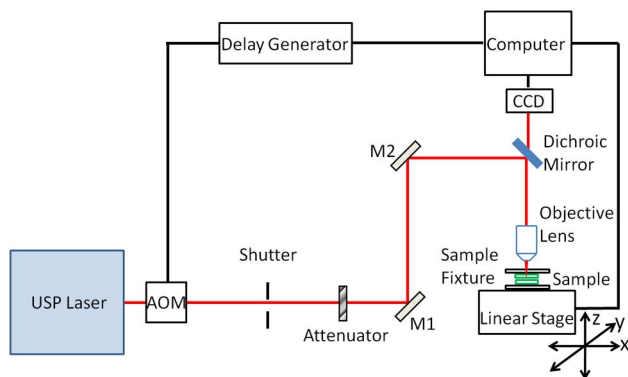 Delay Generator
Computer
CCD
M2
Dichroic
Mirror
Objective
Lens
Shutter
Sample
Fixture
Sample
USP Laser
AOM
Attenuator
M1
Linear Stage
z
y
x